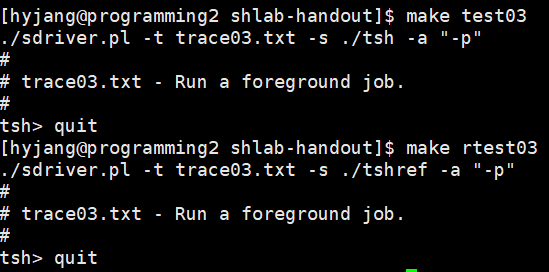 [hyjang@programming2 shlab-handout]$ make test03
./sdriver.pl -t trace03.txt -s ./tsh -a "-p"
#
# trace03.txt - Run a foreground job.
#
tsh> quit
[hyjang@programming2 shlab-handout]$ make rtest03
./sdriver.pl -t trace03.txt -s ./tshref -a "-p"
#
# trace03.txt - Run a foreground job.
#
tsh> quit